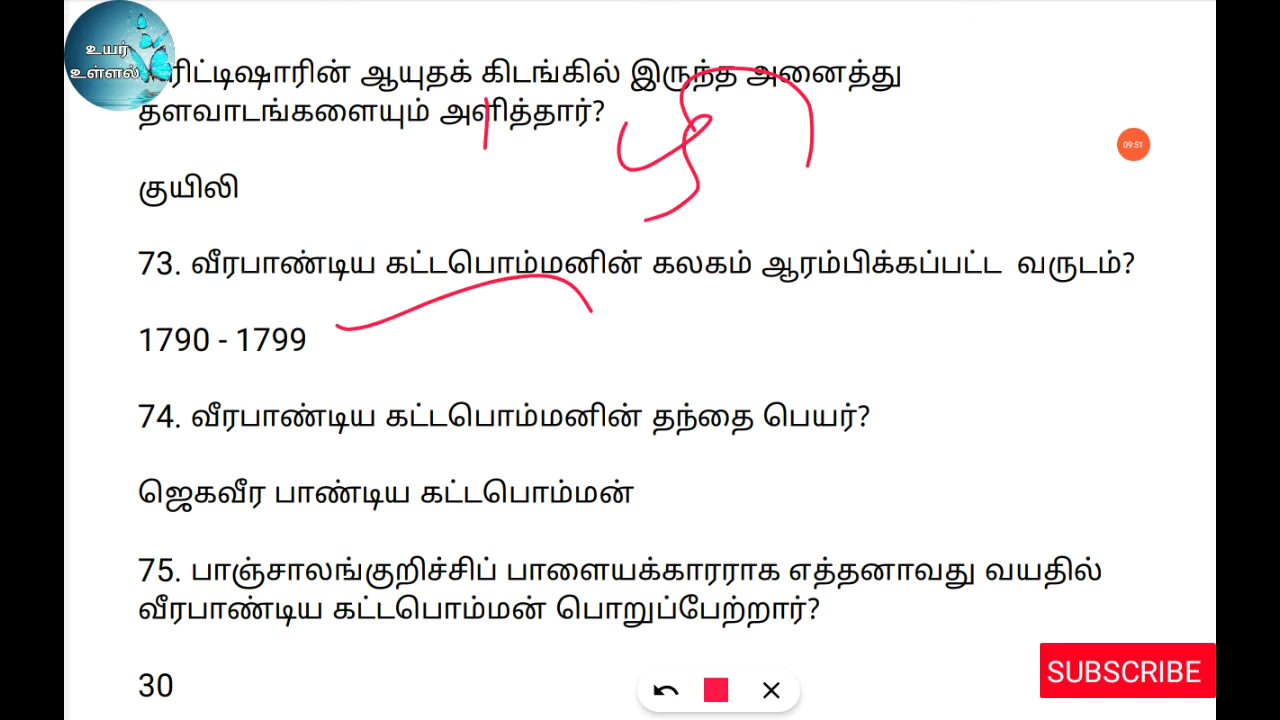 உயர்
உள்ளல்
ரிட்டிஷாரின் ஆயுதக் கிடங்கில் இருந்த அனைத்து
தளவாடங்களையும் அளித்தார்?
09:51
குயிலி
73. வீரபாண்டிய கட்டபொம்மனின் கலகம் ஆரம்பிக்கப்பட்ட வருடம்?
1790 - 1799
74. வீரபாண்டிய கட்டபொம்மனின் தந்தை பெயர்?
ஜெகவீர பாண்டிய கட்டபொம்மன்
75. பாஞ்சாலங்குறிச்சிப் பாளையக்காரராக எத்தனாவது வயதில்
வீரபாண்டிய கட்டபொம்மன் பொறுப்பேற்றார்?
30
SUBSCRIBE